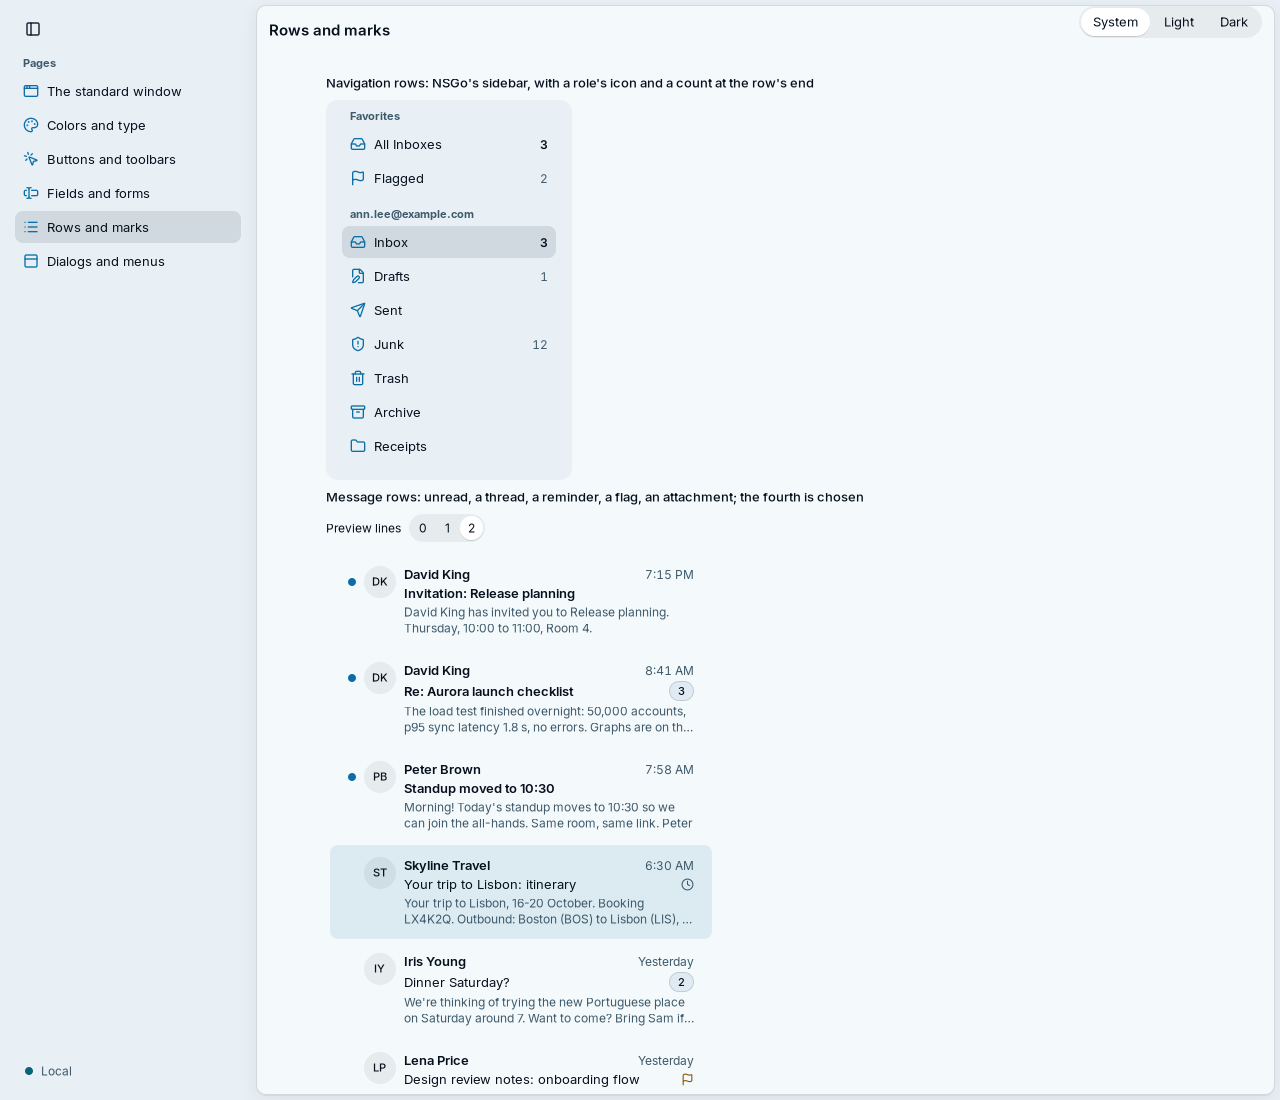 Pages
The standard window
Colors and type
Buttons and toolbars
Fields and forms
Rows and marks
Dialogs and menus
Local
Rows and marks
System Light Dark
Navigation rows: NSGo's sidebar, with a role's icon and a count at the row's end
Favorites
All Inboxes 3
Flagged 2
ann.lee@example.com
Inbox 3
Drafts 1
Sent
Junk 12
Trash
Archive
Receipts
Message rows: unread, a thread, a reminder, a flag, an attachment; the fourth is chosen
Preview lines 0 1 2
DK David King 7:15 PM
Invitation: Release planning
David King has invited you to Release planning.
Thursday, 10:00 to 11:00, Room 4.
DK David King 8:41 AM
Re: Aurora launch checklist 3
The load test finished overnight: 50,000 accounts,
p95 sync latency 1.8 s, no errors. Graphs are on th...
PB Peter Brown 7:58 AM
Standup moved to 10:30
Morning! Today's standup moves to 10:30 so we
can join the all-hands. Same room, same link. Peter
ST Skyline Travel 6:30 AM
Your trip to Lisbon: itinerary
Your trip to Lisbon, 16-20 October. Booking
LX4K2Q. Outbound: Boston (BOS) to Lisbon (LIS), ...
IY Iris Young Yesterday
Dinner Saturday? 2
We're thinking of trying the new Portuguese place
on Saturday around 7. Want to come? Bring Sam if...
LP Lena Price Yesterday
Design review notes: onboarding flow